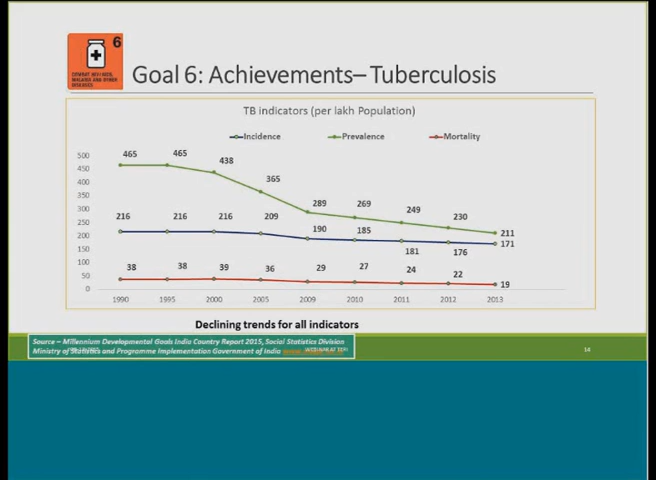 6
COMBAT HIV/AIDS,
MALARIA AND OTHER
DISEASES
Goal 6: Achievements– Tuberculosis
TB indicators (per lakh Population)
Incidence Prevalence Mortality
500
450
400
350
300
250
200
150
100
50
0
465 465 438 365 289 269 249 230 211
216 216 216 209 190 185 181 176 171
38 38 39 36 29 27 24 22 19
1990 1995 2000 2005 2009 2010 2011 2012 2013
Declining trends for all indicators
Source – Millennium Developmental Goals India Country Report 2015, Social Statistics Division
Ministry of Statistics and Programme Implementation Government of India
14